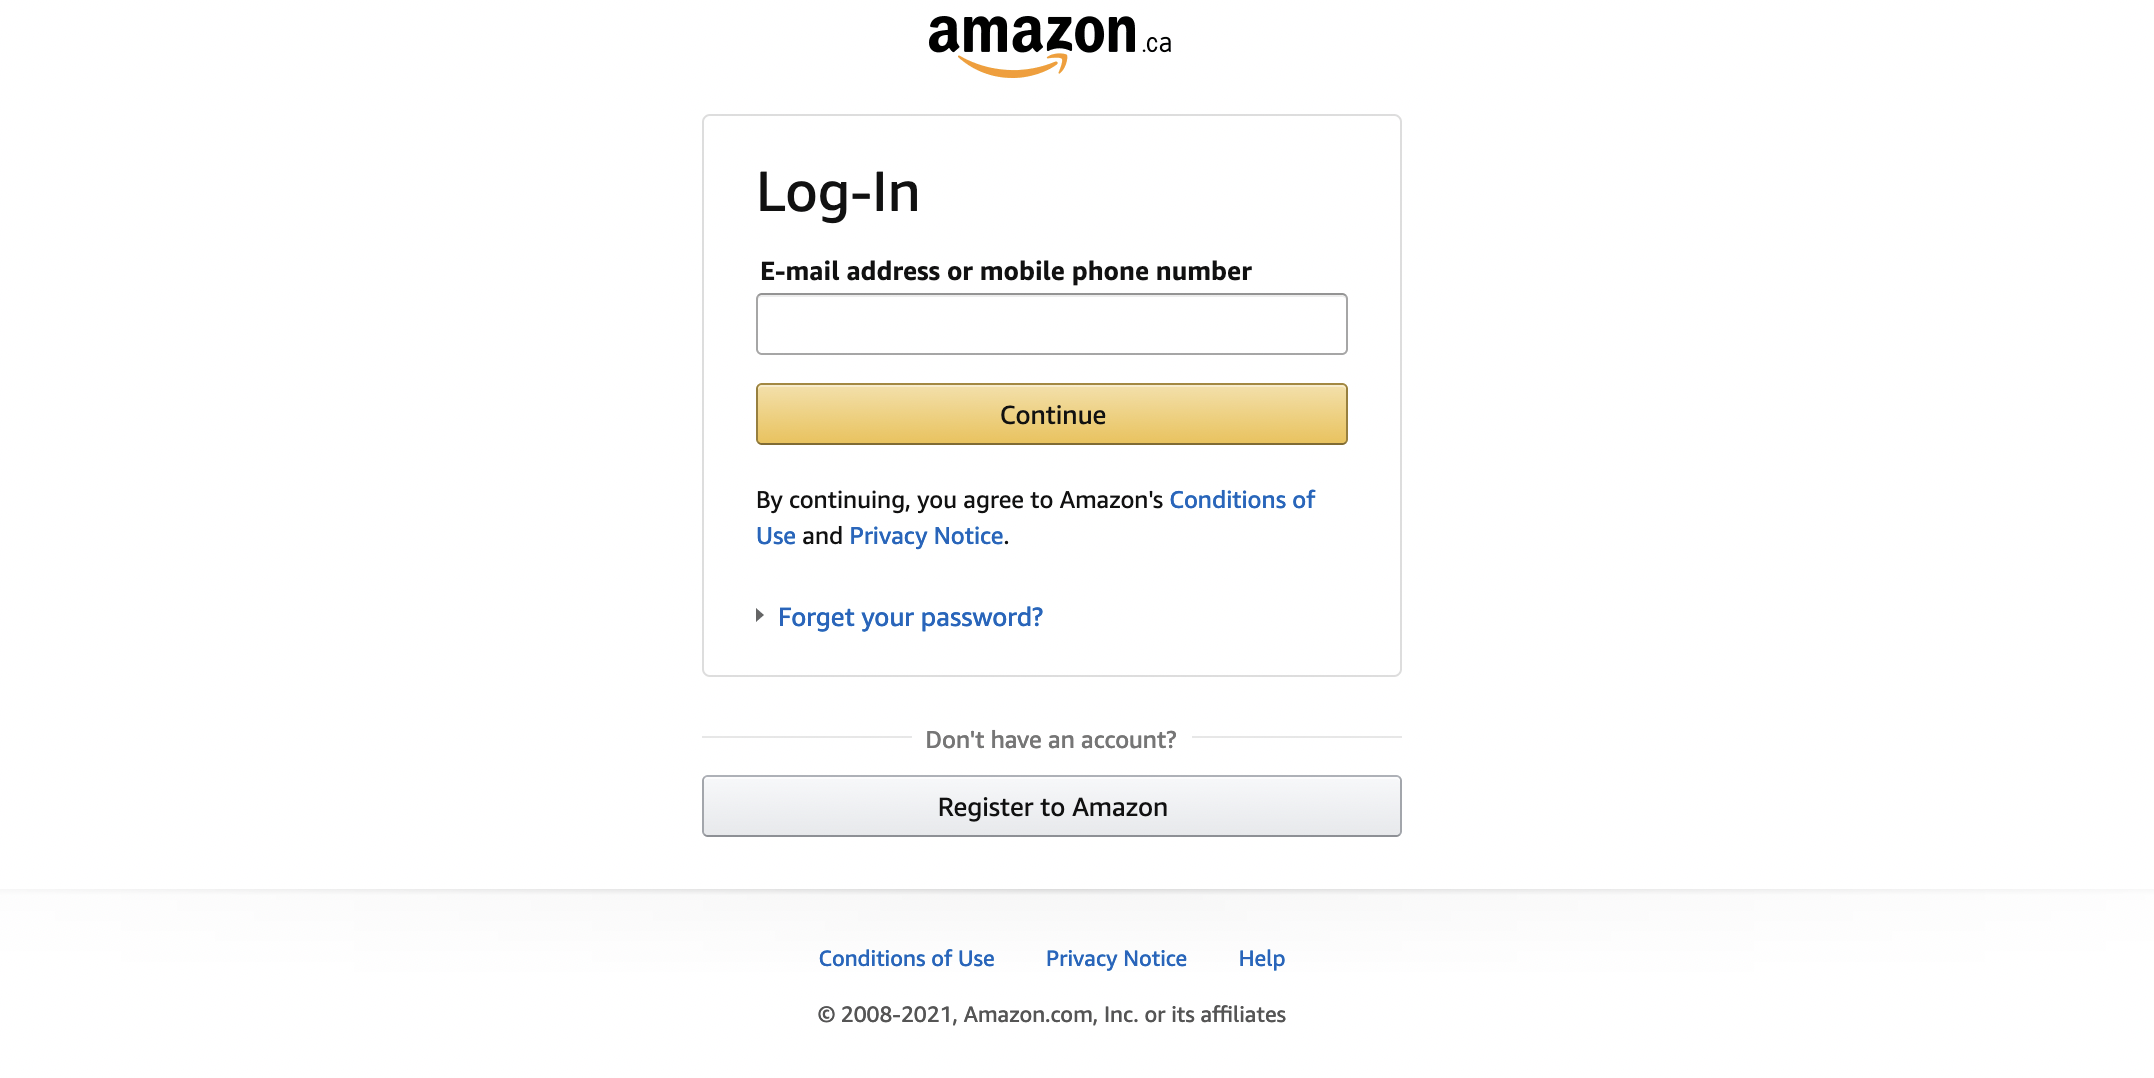 amazon.ca
Log-In
E-mail address or mobile phone number
Continue
By continuing, you agree to Amazon's Conditions of
Use and Privacy Notice.
Forget your password?
Don't have an account?
Register to Amazon
Conditions of Use Privacy Notice Help
© 2008-2021, Amazon.com, Inc. or its affiliates